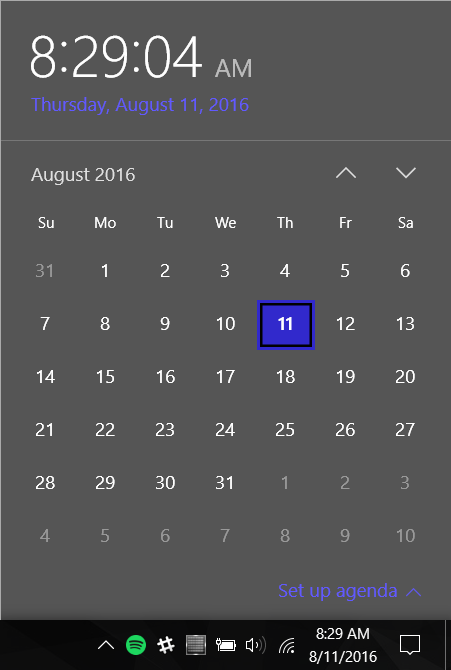 8:29:04 AM
Thursday, August 11, 2016
August 2016
Su Mo Tu We Th Fr Sa
31 1 2 3 4 5 6
7 8 9 10 11 12 13
14 15 16 17 18 19 20
21 22 23 24 25 26 27
28 29 30 31 1 2 3
4 5 6 7 8 9 10
Set up agenda
8:29 AM
8/11/2016